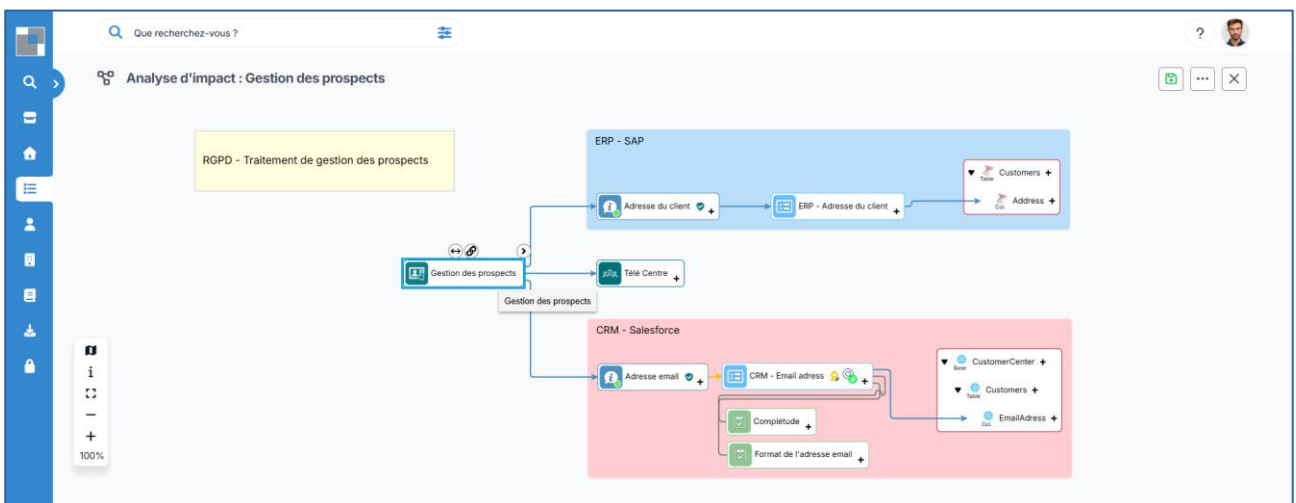 Que recherchez-vous ?
?
Analyse d'impact : Gestion des prospects
RGPD - Traitement de gestion des prospects
ERP - SAP
Adresse du client
ERP - Adresse du client
Customers
Table
Address
Col.
Gestion des prospects
Télé Centre
Gestion des prospects
CRM - Salesforce
Adresse email
CRM - Email adress
CustomerCenter
Base
Customers
Table
EmailAdress
Col.
Complétude
Format de l'adresse email
100%